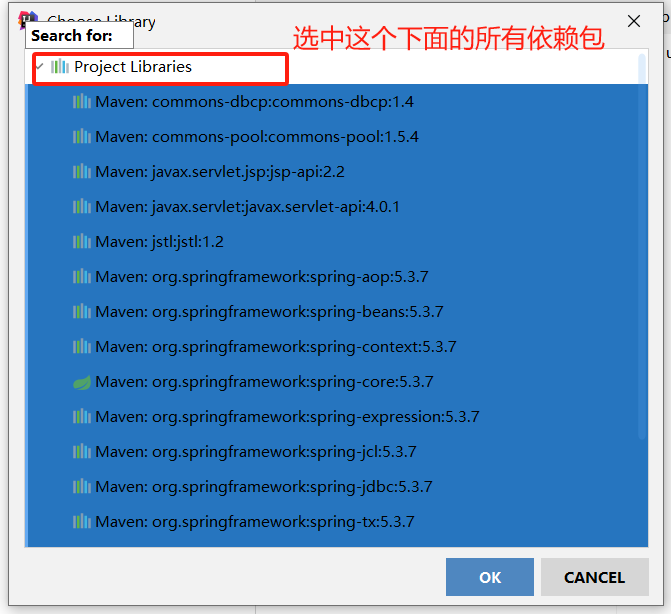 Choose Library
Search for:
选中这个下面的所有依赖包
Project Libraries
Maven: commons-dbcp:commons-dbcp:1.4
Maven: commons-pool:commons-pool:1.5.4
Maven: javax.servlet.jsp:jsp-api:2.2
Maven: javax.servlet:javax.servlet-api:4.0.1
Maven: jstl:jstl:1.2
Maven: org.springframework:spring-aop:5.3.7
Maven: org.springframework:spring-beans:5.3.7
Maven: org.springframework:spring-context:5.3.7
Maven: org.springframework:spring-core:5.3.7
Maven: org.springframework:spring-expression:5.3.7
Maven: org.springframework:spring-jcl:5.3.7
Maven: org.springframework:spring-jdbc:5.3.7
Maven: org.springframework:spring-tx:5.3.7
OK CANCEL